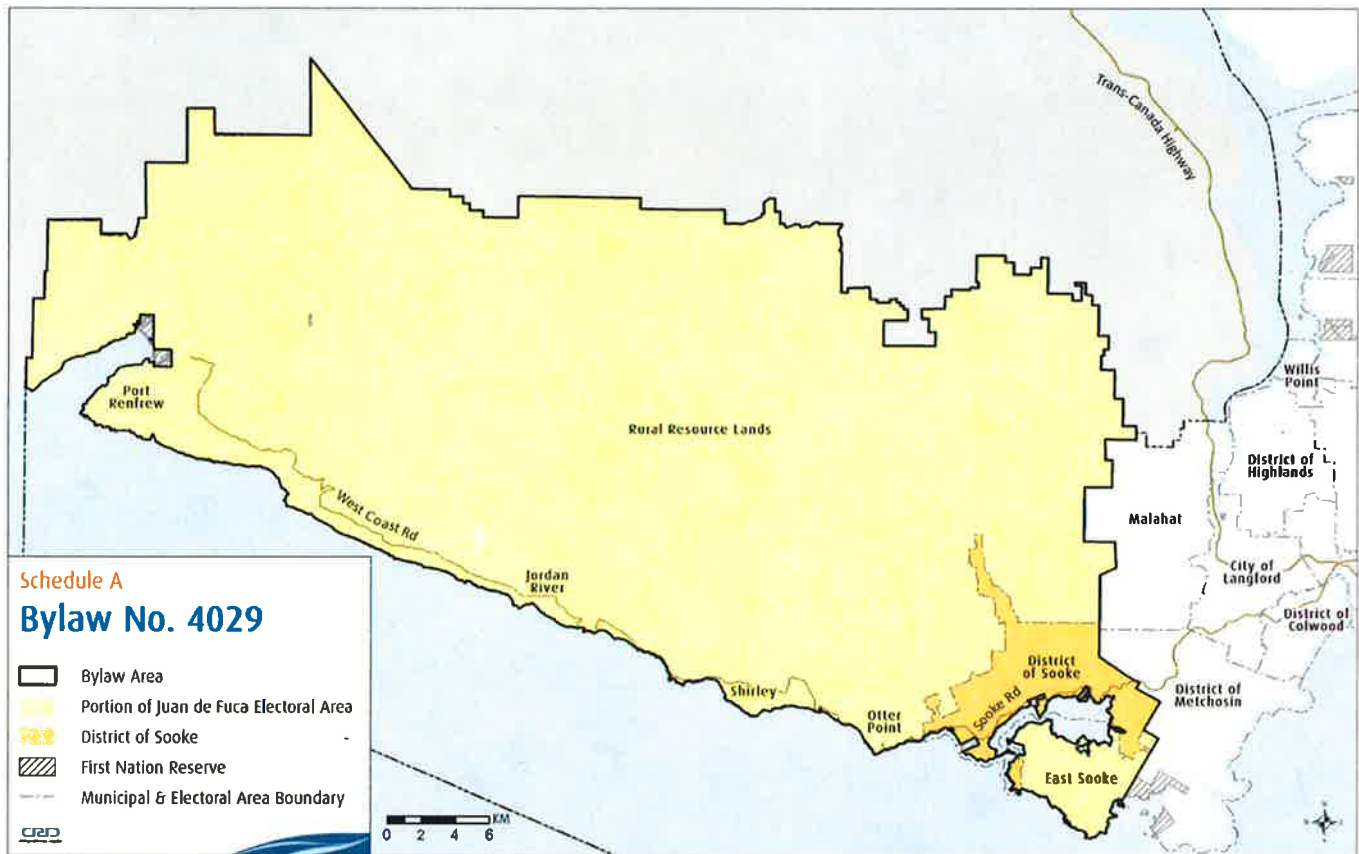 Trans-Canada Highway
Willis
Point
Port
Renfrew
Rural Resource Lands
District of
Highlands
Malahat
West Coast Rd
City of
Langford
Jordan
River
District of
Colwood
District
of Sooke
Shirley
District of
Metchosin
Otter
Point
Sooke Rd
East Sooke
Schedule A
Bylaw No. 4029
Bylaw Area
Portion of Juan de Fuca Electoral Area
District of Sooke
First Nation Reserve
Municipal & Electoral Area Boundary
CRD
KM
0 2 4 6